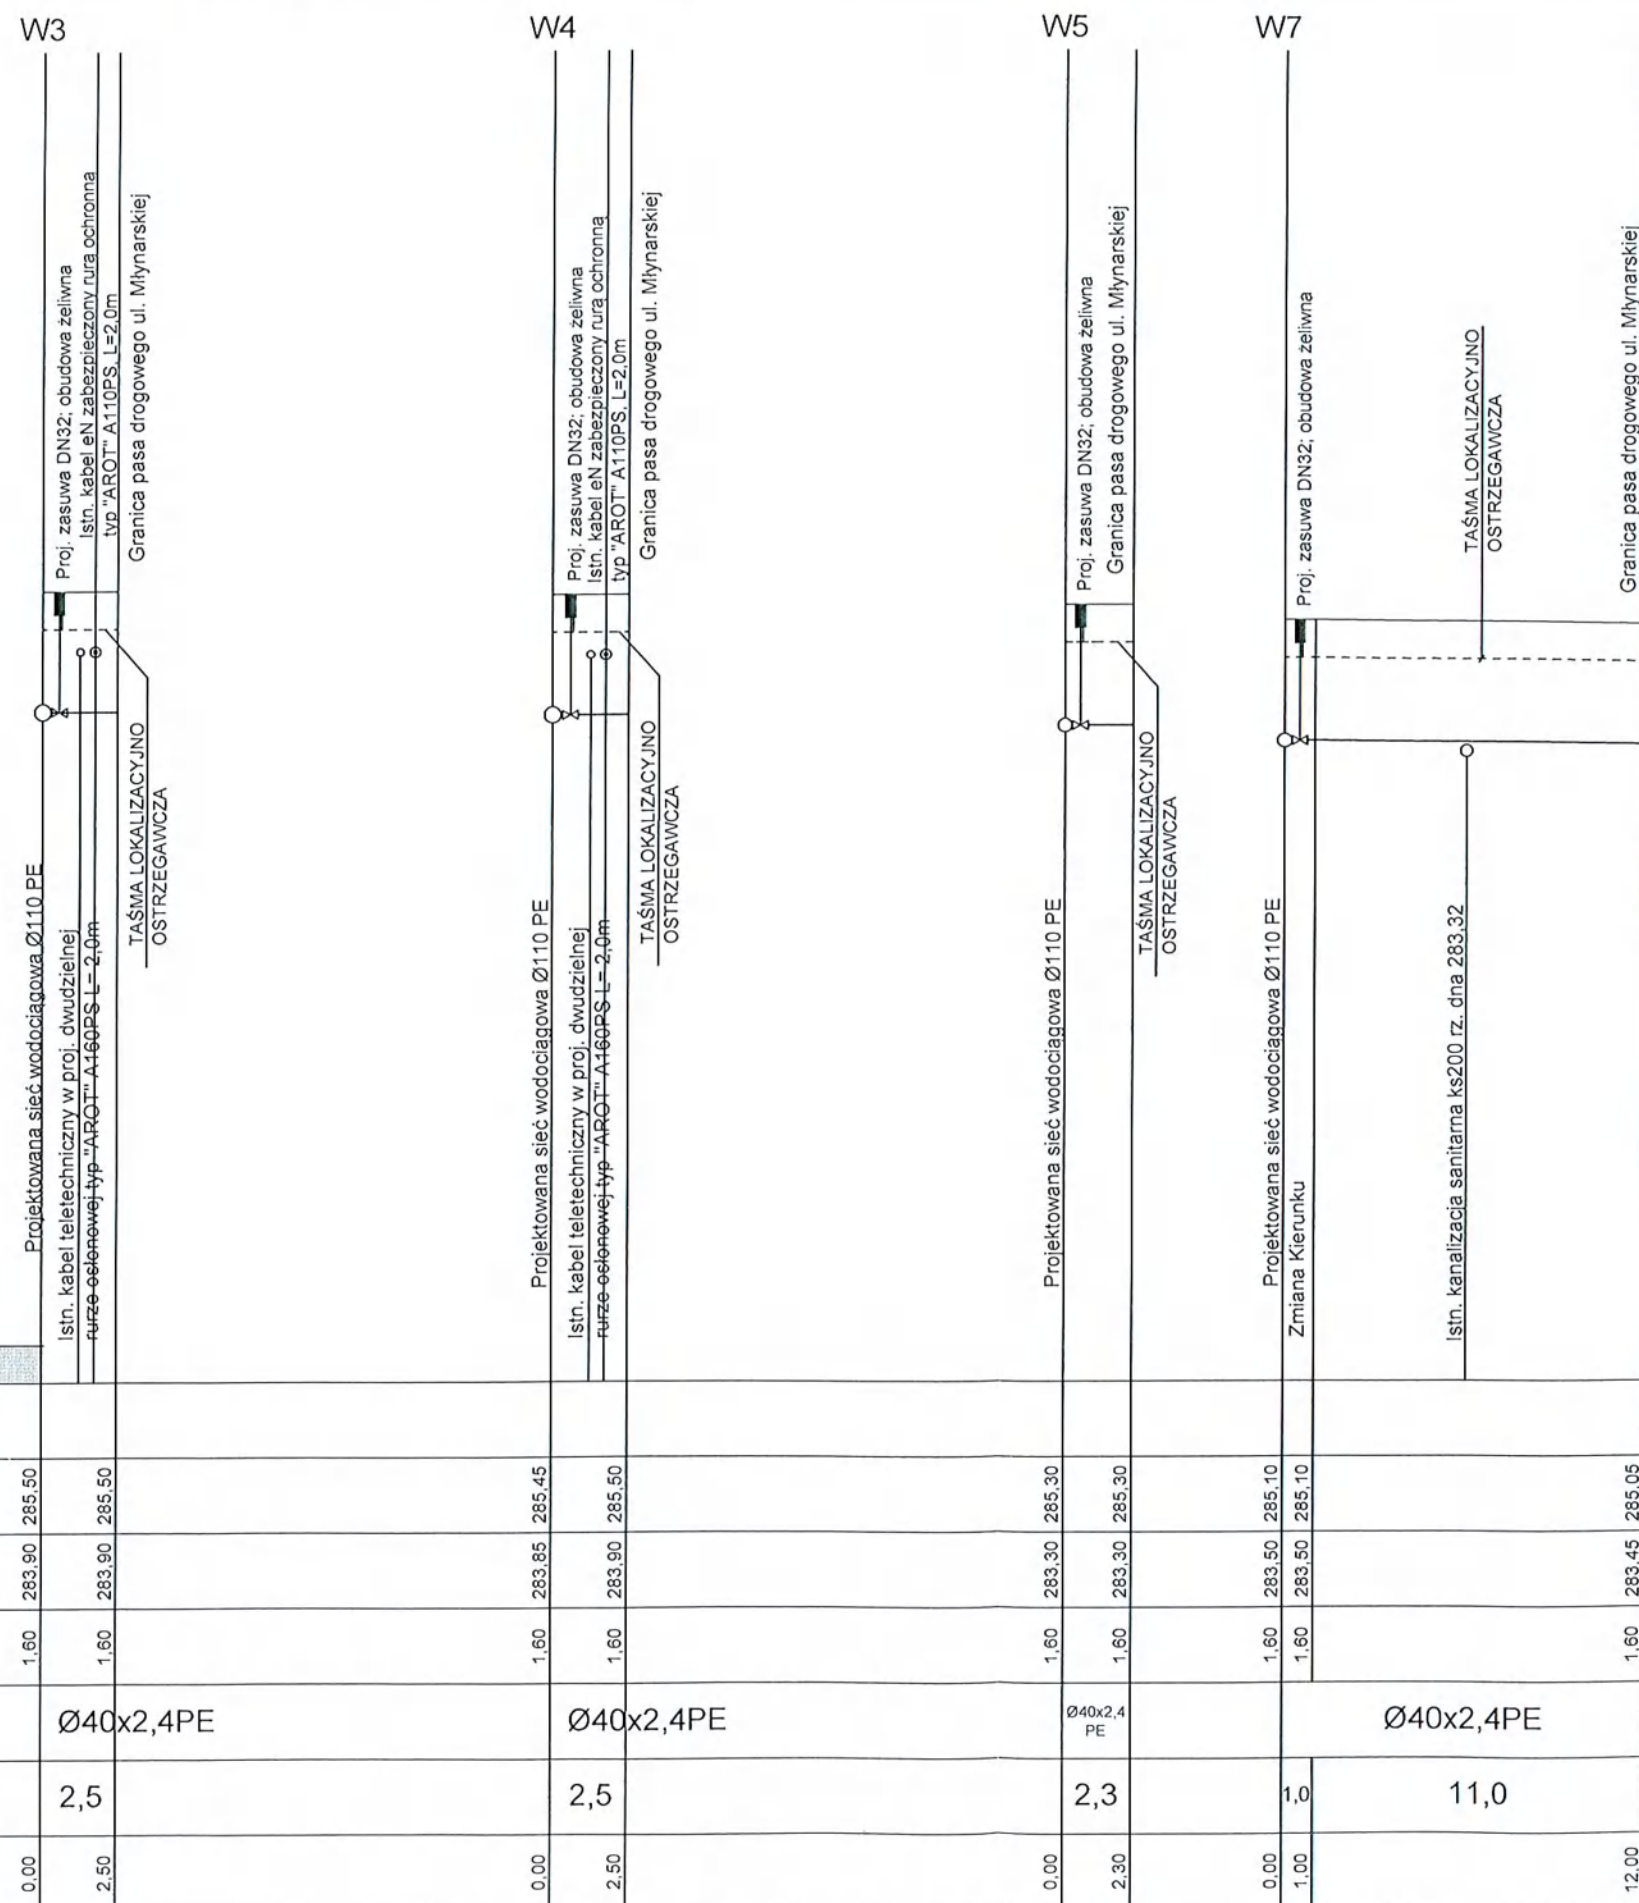 W3
W4
W5
W7
Proj. zasuwa DN32; obudowa żeliwna
Istn. kabel eN zabezpieczony rurą ochronną
typ "AROT" A110PS, L=2,0m
Granica pasa drogowego ul. Młynarskiej
Proj. zasuwa DN32; obudowa żeliwna
Istn. kabel eN zabezpieczony rurą ochronną
typ "AROT" A110PS, L=2,0m
Granica pasa drogowego ul. Młynarskiej
Proj. zasuwa DN32; obudowa żeliwna
Granica pasa drogowego ul. Młynarskiej
Proj. zasuwa DN32; obudowa żeliwna
TAŚMA LOKALIZACYJNO
OSTRZEGAWCZA
Granica pasa drogowego ul. Młynarskiej
Projektowana sieć wodociągowa Ø110 PE
Istn. kabel teletechniczny w proj. dwudzielnej
rurze osłonowej typ "AROT" A160PS L = 2,0m
TAŚMA LOKALIZACYJNO
OSTRZEGAWCZA
Projektowana sieć wodociągowa Ø110 PE
Istn. kabel teletechniczny w proj. dwudzielnej
rurze osłonowej typ "AROT" A160PS L = 2,0m
TAŚMA LOKALIZACYJNO
OSTRZEGAWCZA
Projektowana sieć wodociągowa Ø110 PE
TAŚMA LOKALIZACYJNO
OSTRZEGAWCZA
Projektowana sieć wodociągowa Ø110 PE
Zmiana Kierunku
Istn. kanalizacja sanitarna ks200 rz. dna 283,32
285,50 285,50 285,45 285,50 285,30 285,30 285,10 285,10 285,05
283,90 283,90 283,85 283,90 283,30 283,30 283,50 283,50 283,45
1,60 1,60 1,60 1,60 1,60 1,60 1,60 1,60 1,60
Ø40x2,4PE Ø40x2,4PE Ø40x2,4 Ø40x2,4PE
PE
2,5 2,5 2,3 1,0 11,0
0,00 2,50 0,00 2,50 0,00 2,30 0,00 1,00 12,00